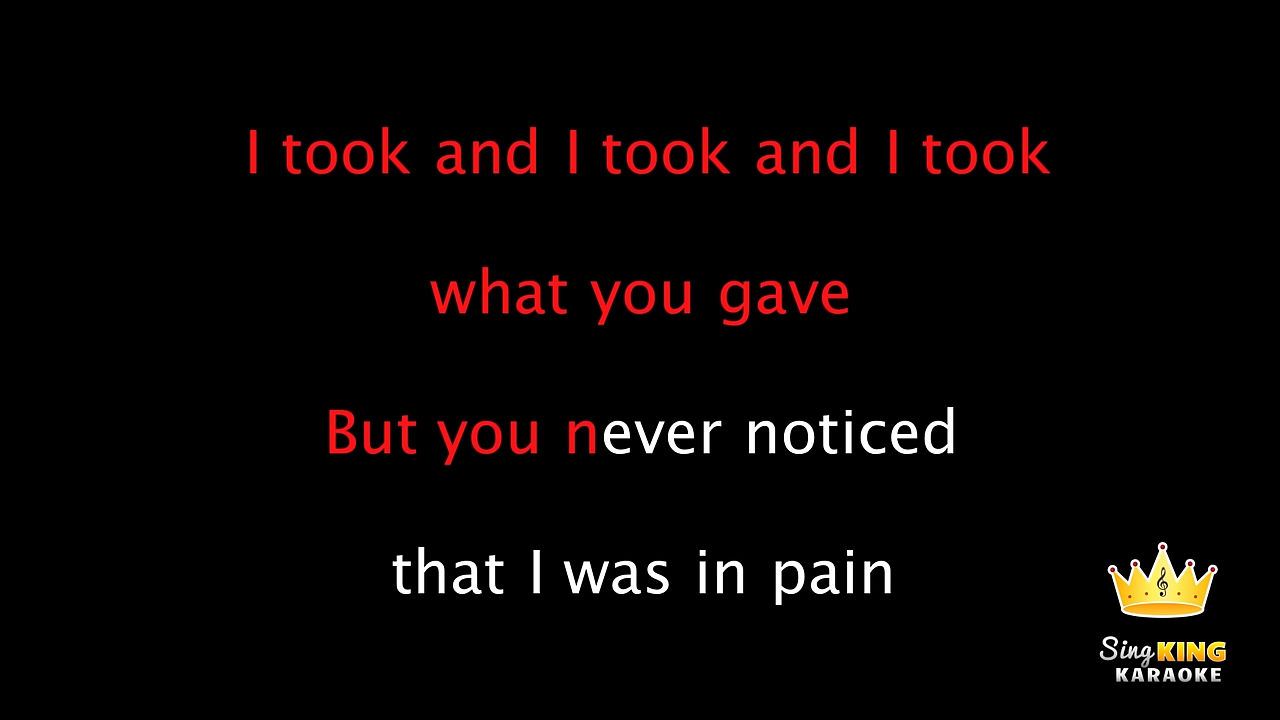 I took and I took and I took
what you gave
But you never noticed
that I was in pain
Sing KING
KARAOKE